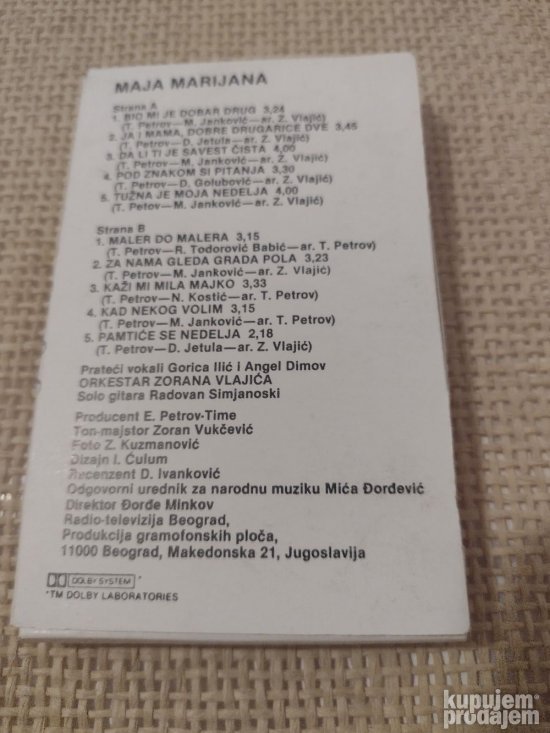 MAJA MARIJANA
Strana A
1. BIO MI JE DOBAR DRUG 3,24
(T. Petrov—M. Janković—ar. Z. Vlajić)
2. JA I MAMA, DOBRE DRUGARICE DVE 3,45
(T. Petrov—D. Jetula—ar. Z. Vlajić)
3. DA LI TI JE SAVEST ČISTA 4,00
(T. Petrov—M. Janković—ar. Z. Vlajić)
4. POD ZNAKOM SI PITANJA 3,30
(T. Petrov—D. Golubović—ar. Z. Vlajić)
5. TUŽNA JE MOJA NEDELJA 4,00
(T. Petov—M. Janković—ar. Z. Vlajić)
Strana B
1. MALER DO MALERA 3,15
(T. Petrov—R. Todorović Babić—ar. T. Petrov)
2. ZA NAMA GLEDA GRADA POLA 3,23
(T. Petrov—M. Janković—ar. Z. Vlajić)
3. KAŽI MI MILA MAJKO 3,33
(T. Petrov—N. Kostić—ar. T. Petrov)
4. KAD NEKOG VOLIM 3,15
(T. Petrov—M. Janković—ar. T. Petrov)
5. PAMTIĆE SE NEDELJA 2,18
(T. Petrov—D. Jetula—ar. Z. Vlajić)
Prateći vokali Gorica Ilić i Angel Dimov
ORKESTAR ZORANA VLAJIĆA
Solo gitara Radovan Simjanoski
Producent E. Petrov-Time
Ton-majstor Zoran Vukčević
Foto Z. Kuzmanović
Dizajn I. Ćulum
Recenzent D. Ivanković
Odgovorni urednik za narodnu muziku Mića Đorđević
Direktor Đorđe Minkov
Radio-televizija Beograd,
Produkcija gramofonskih ploča,
11000 Beograd, Makedonska 21, Jugoslavija
DOLBY SYSTEM *
*TM DOLBY LABORATORIES
kupujem
prodajem